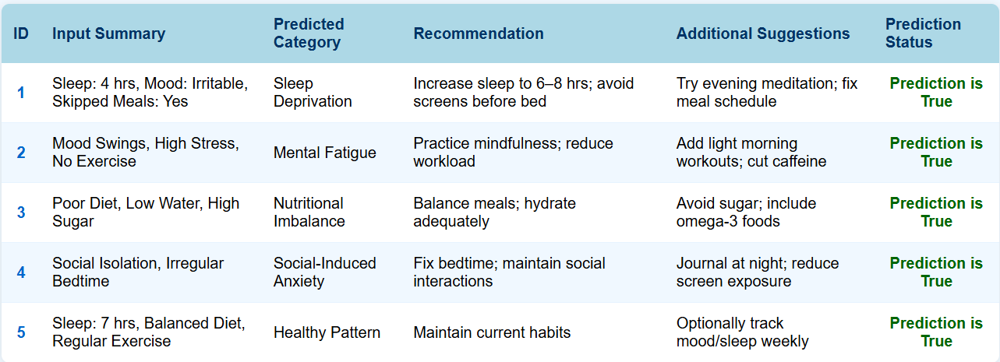 ID Input Summary Predicted Category Recommendation Additional Suggestions Prediction Status
1 Sleep: 4 hrs, Mood: Irritable, Skipped Meals: Yes Sleep Deprivation Increase sleep to 6–8 hrs; avoid screens before bed Try evening meditation; fix meal schedule Prediction is True
2 Mood Swings, High Stress, No Exercise Mental Fatigue Practice mindfulness; reduce workload Add light morning workouts; cut caffeine Prediction is True
3 Poor Diet, Low Water, High Sugar Nutritional Imbalance Balance meals; hydrate adequately Avoid sugar; include omega-3 foods Prediction is True
4 Social Isolation, Irregular Bedtime Social-Induced Anxiety Fix bedtime; maintain social interactions Journal at night; reduce screen exposure Prediction is True
5 Sleep: 7 hrs, Balanced Diet, Regular Exercise Healthy Pattern Maintain current habits Optionally track mood/sleep weekly Prediction is True